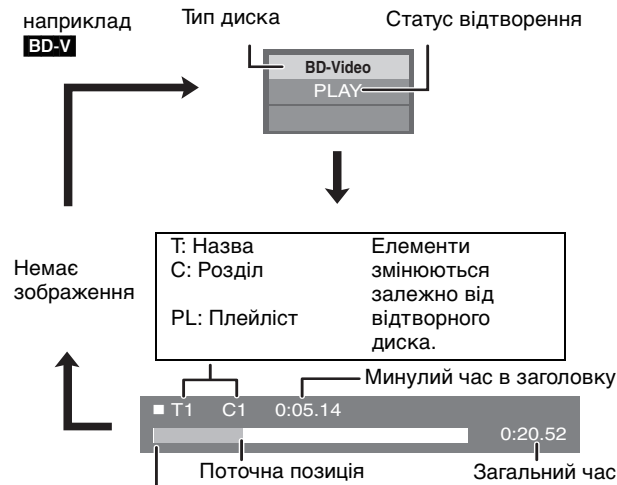 наприклад
BD-V
Тип диска
Статус відтворення
BD-Video
PLAY
Немає
зображення
T: Назва
C: Розділ
PL: Плейліст
Елементи
змінюються
залежно від
відтворного
диска.
Минулий час в заголовку
T1 C1 0:05.14
0:20.52
Поточна позиція
Загальний час